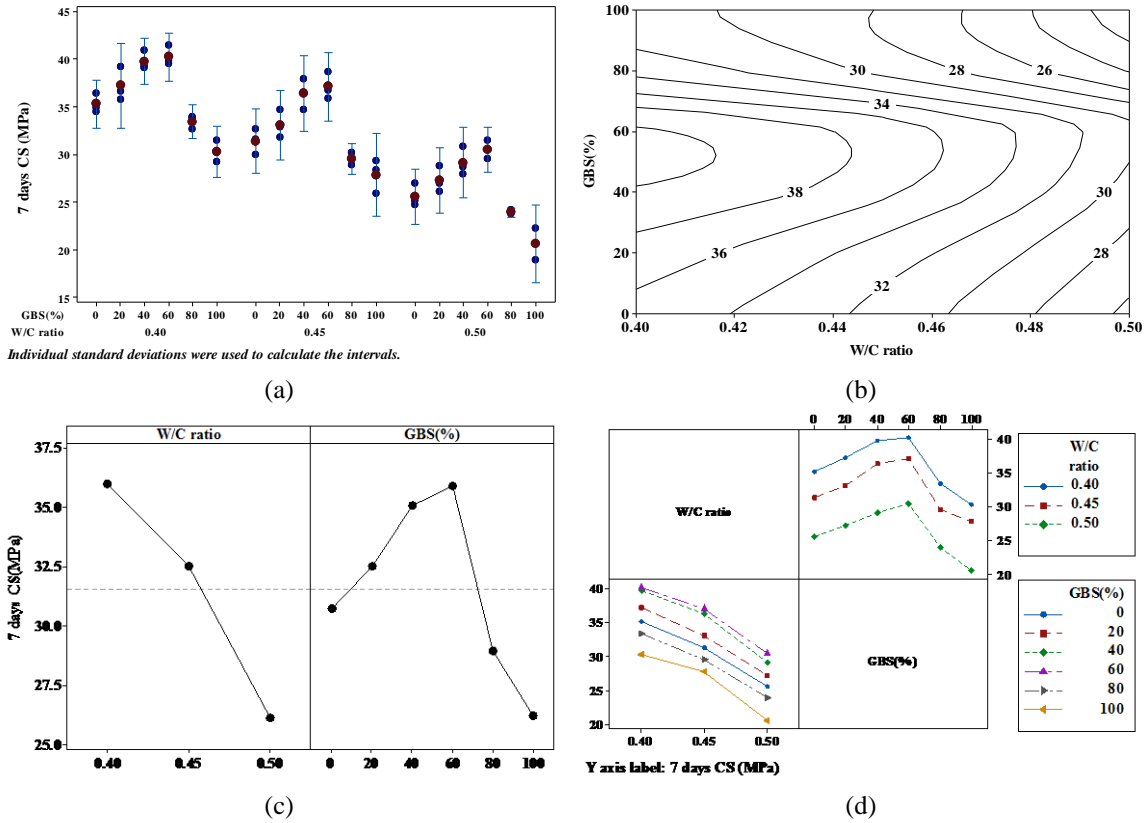 45
40
35
30
25
20
15
7 days CS (MPa)
GBS(%) 0 20 40 60 80 100 0 20 40 60 80 100 0 20 40 60 80 100
W/C ratio 0.40 0.45 0.50
Individual standard deviations were used to calculate the intervals.
(a)
100
80
60
40
20
0
GBS(%)
30 28 26
34
38 30
36 28
32
0.40 0.42 0.44 0.46 0.48 0.50
W/C ratio
(b)
W/C ratio GBS(%)
37.5
35.0
32.5
30.0
27.5
25.0
7 days CS(MPa)
0.40 0.45 0.50 0 20 40 60 80 100
(c)
0 20 40 60 80 100
W/C ratio
40
35
30
25
20
W/C
ratio
0.40
0.45
0.50
40
35
30
25
20
GBS(%)
GBS(%)
0
20
40
60
80
100
0.40 0.45 0.50
Y axis label: 7 days CS (MPa)
(d)